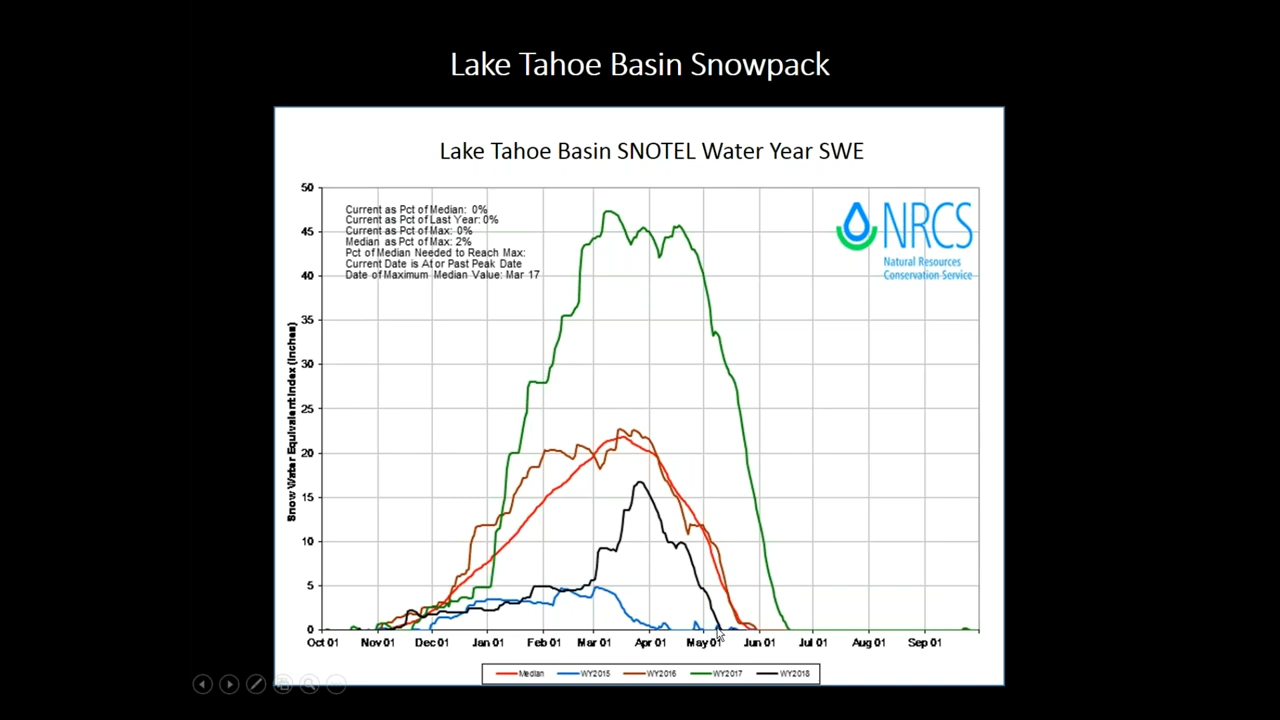 Lake Tahoe Basin Snowpack
Lake Tahoe Basin SNOTEL Water Year SWE
50
45
40
35
30
25
20
15
10
5
0
Snow Water Equivalent Index (Inches)
Current as Pct of Median: 0%
Current as Pct of Last Year: 0%
Current as Pct of Max: 0%
Median as Pct of Max: 2%
Pct of Median Needed to Reach Max:
Current Date is At or Past Peak Date
Date of Maximum Median Value: Mar 17
NRCS
Natural Resources
Conservation Service
Oct 01 Nov 01 Dec 01 Jan 01 Feb 01 Mar 01 Apr 01 May 01 Jun 01 Jul 01 Aug 01 Sep 01
Median WY2015 WY2016 WY2017 WY2018